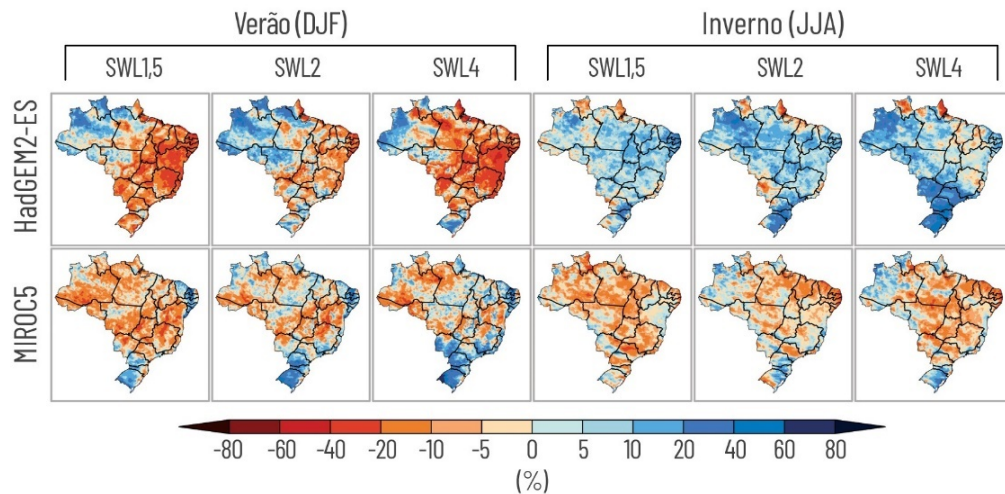 Verão (DJF) Inverno (JJA)
SWL1,5 SWL2 SWL4 SWL1,5 SWL2 SWL4
HadGEM2-ES
MIROC5
-80 -60 -40 -20 -10 -5 0 5 10 20 40 60 80
(%)